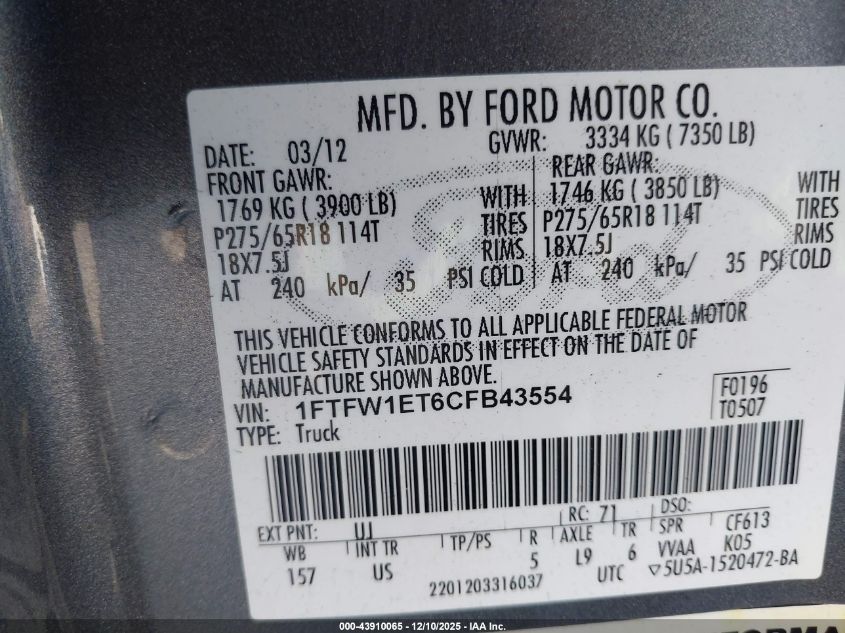 MFD. BY FORD MOTOR CO.
DATE: 03/12 GVWR: 3334 KG ( 7350 LB)
FRONT GAWR: REAR GAWR:
1769 KG ( 3900 LB) WITH 1746 KG ( 3850 LB) WITH
P275/65R18 114T TIRES P275/65R18 114T TIRES
18X7.5J RIMS 18X7.5J RIMS
AT 240 kPa/ 35 PSI COLD AT 240 kPa/ 35 PSI COLD
Ford
THIS VEHICLE CONFORMS TO ALL APPLICABLE FEDERAL MOTOR
VEHICLE SAFETY STANDARDS IN EFFECT ON THE DATE OF
MANUFACTURE SHOWN ABOVE.
VIN: 1FTFW1ET6CFB43554 F0196
TYPE: Truck T0507
EXT PNT: UJ RC: 71 DSO:
WB INT TR TP/PS R AXLE TR SPR CF613
157 US 5 L9 6 VVAA K05
2201203316037 UTC ▽5U5A-1520472-BA
000-43910065 - 12/10/2025 - IAA Inc.